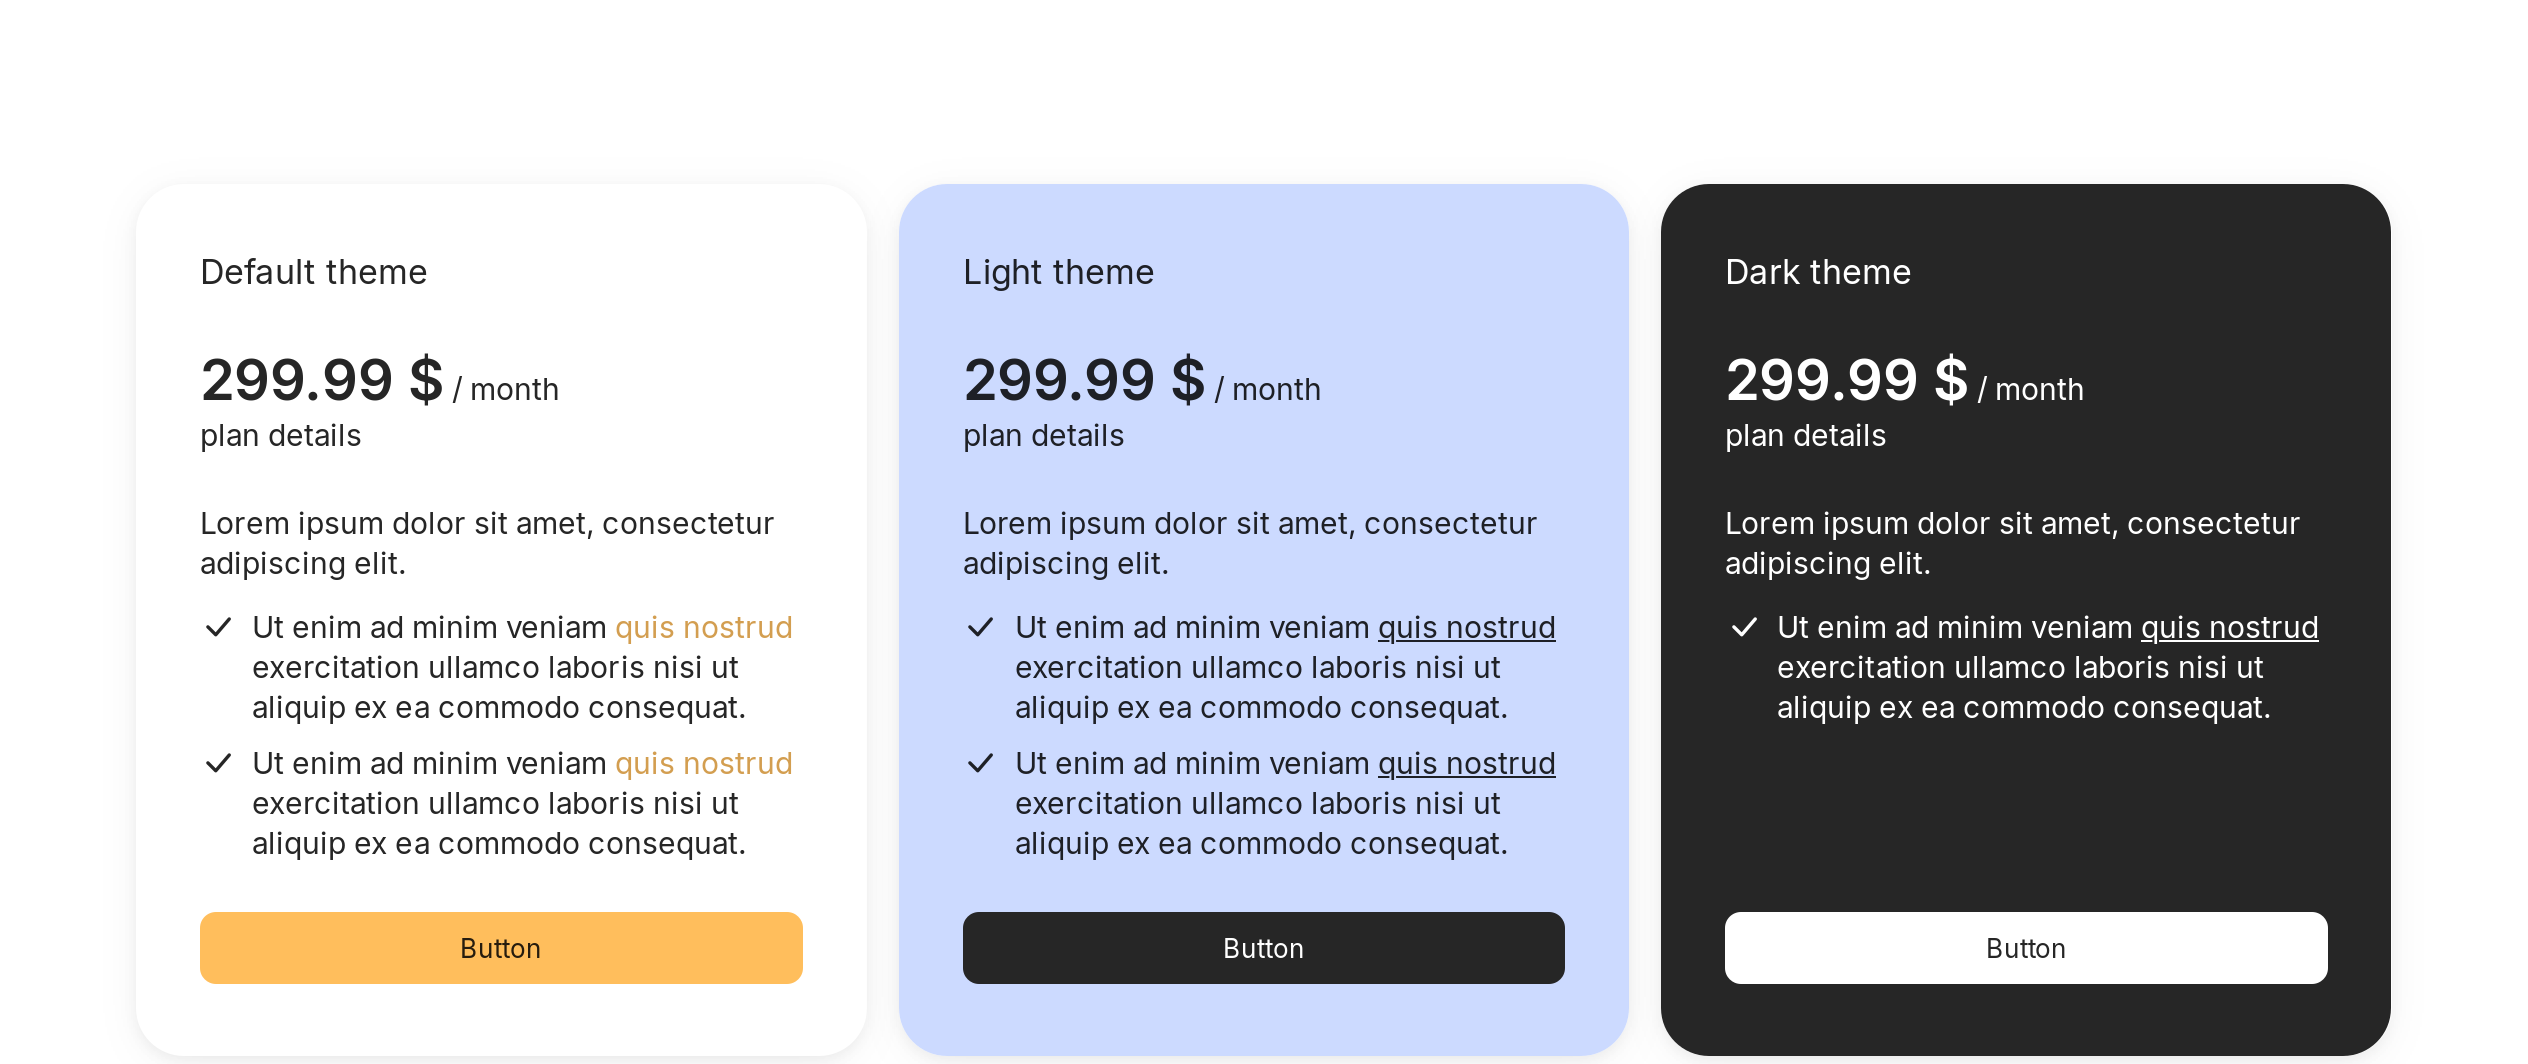 Default theme
299.99 $ / month
plan details
Lorem ipsum dolor sit amet, consectetur
adipiscing elit.
Ut enim ad minim veniam quis nostrud
exercitation ullamco laboris nisi ut
aliquip ex ea commodo consequat.
Ut enim ad minim veniam quis nostrud
exercitation ullamco laboris nisi ut
aliquip ex ea commodo consequat.
Button
Light theme
299.99 $ / month
plan details
Lorem ipsum dolor sit amet, consectetur
adipiscing elit.
Ut enim ad minim veniam quis nostrud
exercitation ullamco laboris nisi ut
aliquip ex ea commodo consequat.
Ut enim ad minim veniam quis nostrud
exercitation ullamco laboris nisi ut
aliquip ex ea commodo consequat.
Button
Dark theme
299.99 $ / month
plan details
Lorem ipsum dolor sit amet, consectetur
adipiscing elit.
Ut enim ad minim veniam quis nostrud
exercitation ullamco laboris nisi ut
aliquip ex ea commodo consequat.
Button